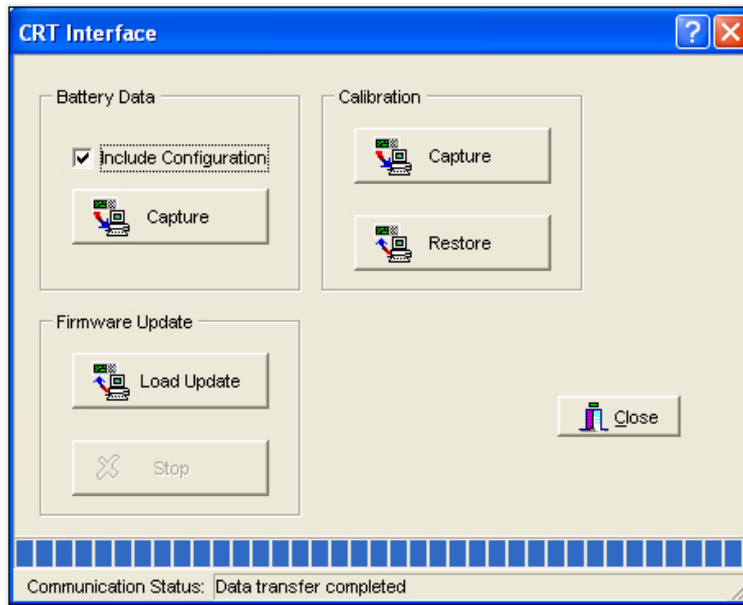 CRT Interface
Battery Data
Include Configuration
Capture
Calibration
Capture
Restore
Firmware Update
Load Update
Stop
Close
Communication Status: Data transfer completed